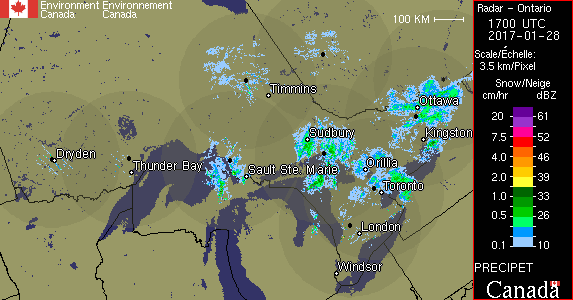 Environment Environnement
Canada Canada
100 KM
Timmins
Ottawa
Kingston
Sudbury
Dryden
Thunder Bay
Sault Ste. Marie
Orillia
Toronto
London
Windsor
Radar - Ontario
1700 UTC
2017-01-28
Scale/Échelle:
3.5 km/Pixel
Snow/Neige
cm/hr dBZ
20 61
7.5 52
4.0 46
2.0 39
1.0 33
0.5 26
0.1 10
PRECIPET
Canada